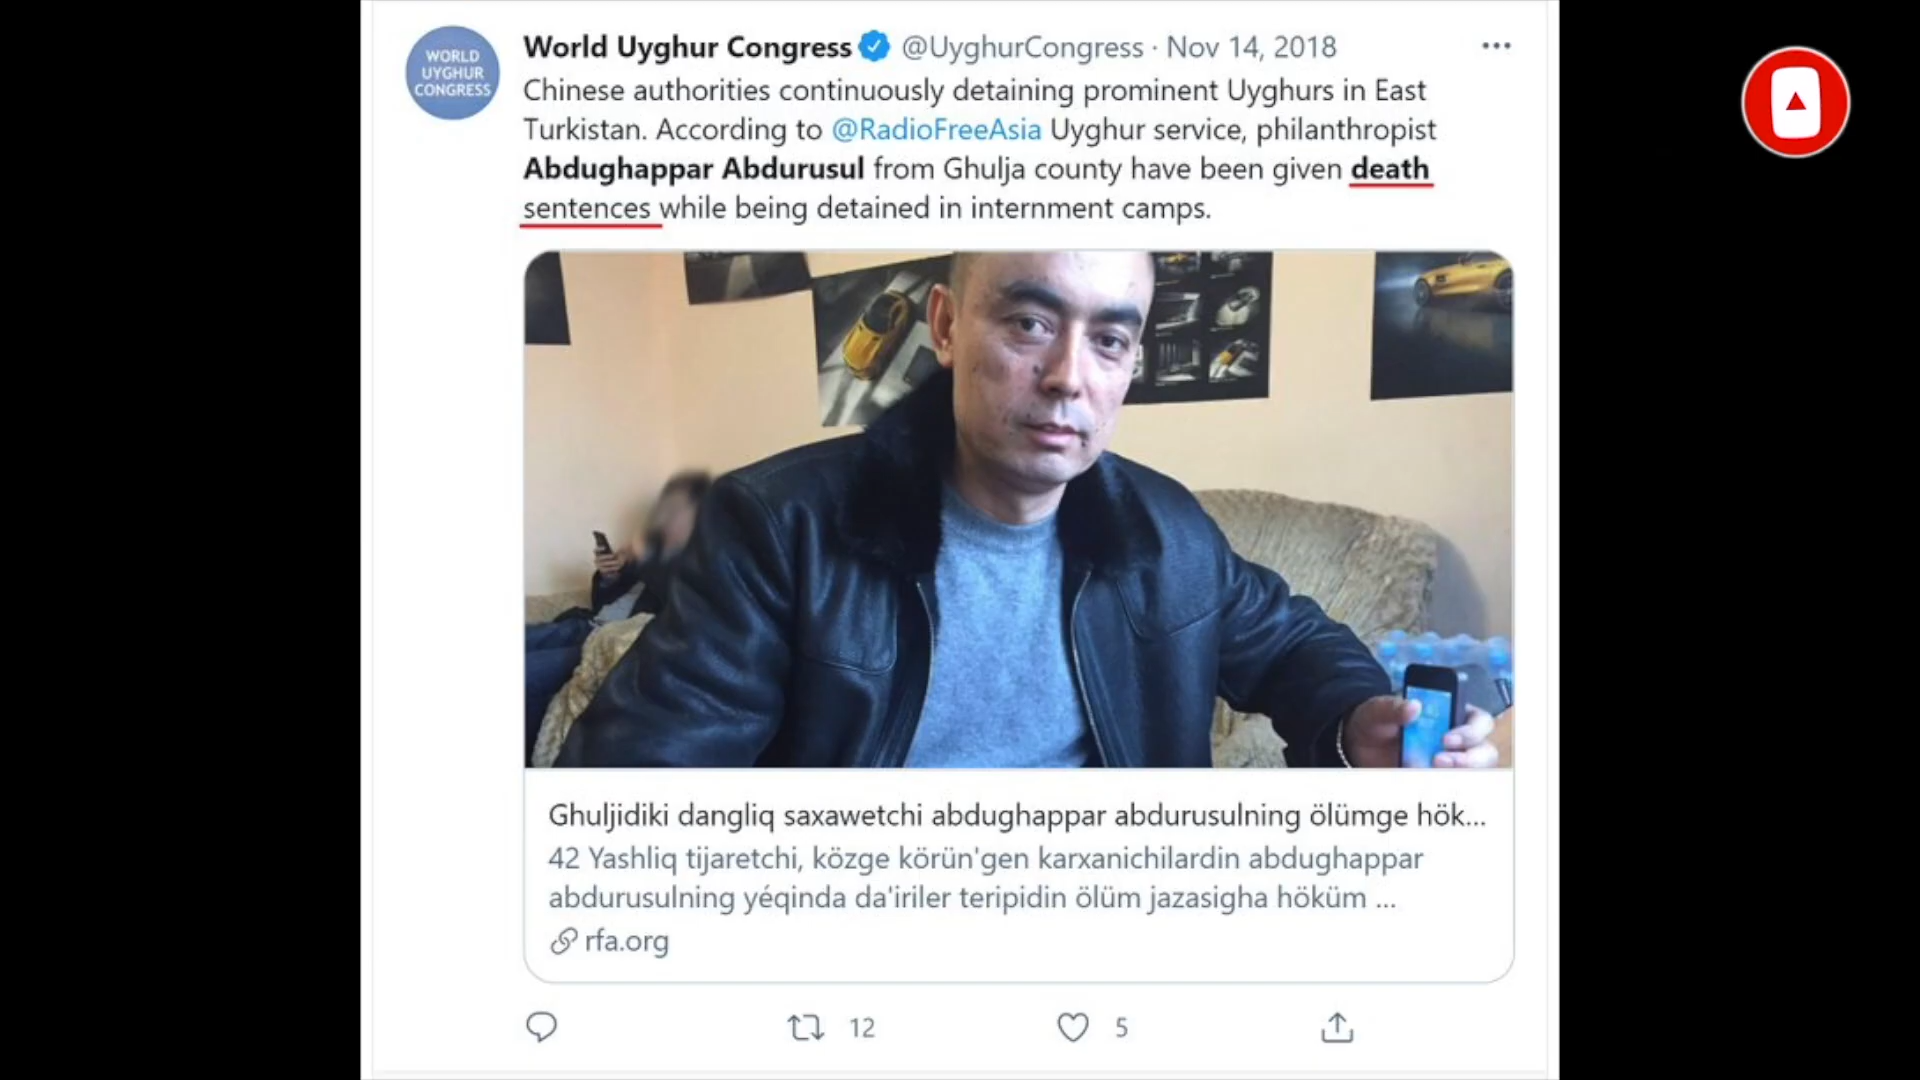 WORLD
UYGHUR
CONGRESS
World Uyghur Congress @UyghurCongress · Nov 14, 2018
Chinese authorities continuously detaining prominent Uyghurs in East
Turkistan. According to @RadioFreeAsia Uyghur service, philanthropist
Abdughappar Abdurusul from Ghulja county have been given death
sentences while being detained in internment camps.
Ghuljidiki dangliq saxawetchi abdughappar abdurusulning ölümge hök...
42 Yashliq tijaretchi, közge körün'gen karxanichilardin abdughappar
abdurusulning yéqinda da'iriler teripidin ölüm jazasigha höküm ...
rfa.org
12
5